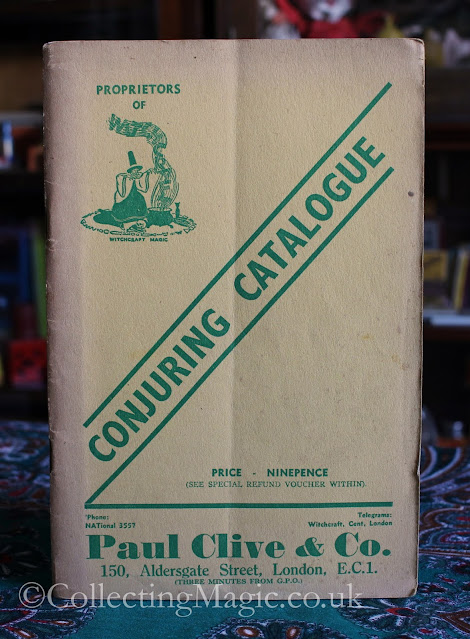 PROPRIETORS
OF
WITCHCRAFT MAGIC
CONJURING CATALOGUE
PRICE - NINEPENCE
(SEE SPECIAL REFUND VOUCHER WITHIN).
'Phone:
NATional 3557
Telegrams:
Witchcraft, Cent, London
Paul Clive & Co.
150, Aldersgate Street, London, E.C.1.
(THREE MINUTES FROM G.P.O.)
©CollectingMagic.co.uk